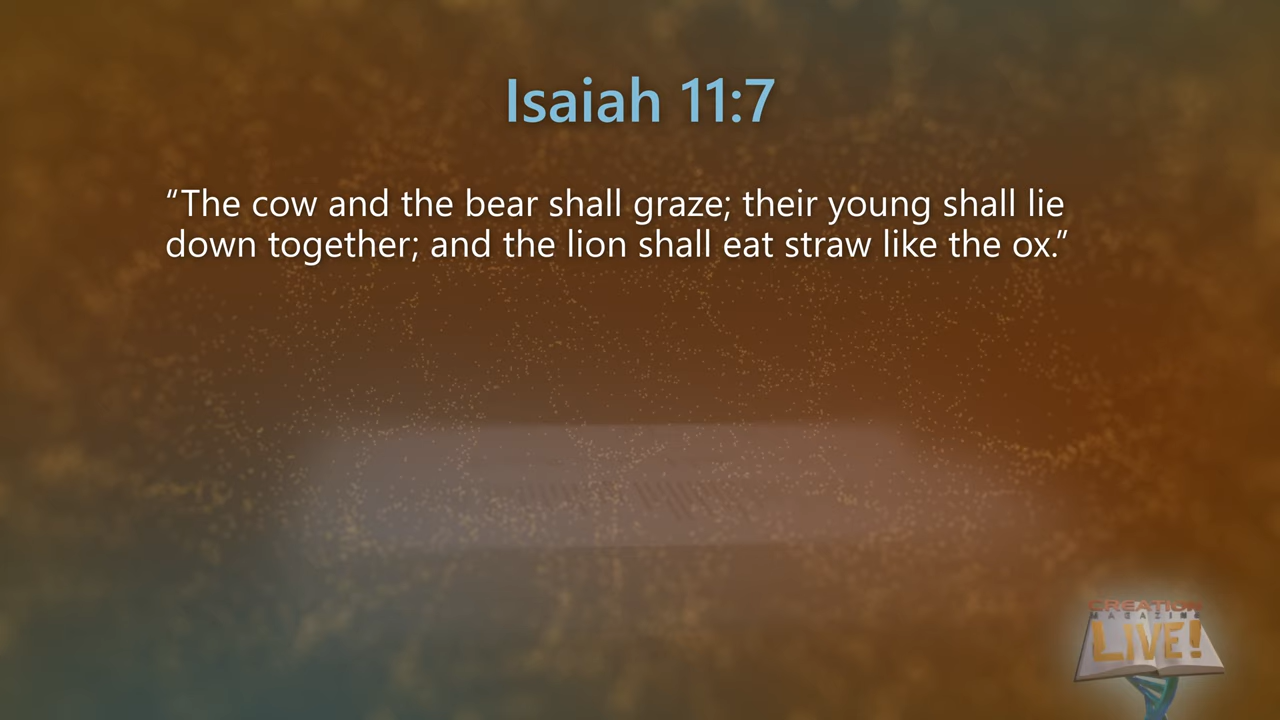 Isaiah 11:7
“The cow and the bear shall graze; their young shall lie
down together; and the lion shall eat straw like the ox.”
CREATION
MAGAZINE
LIVE!